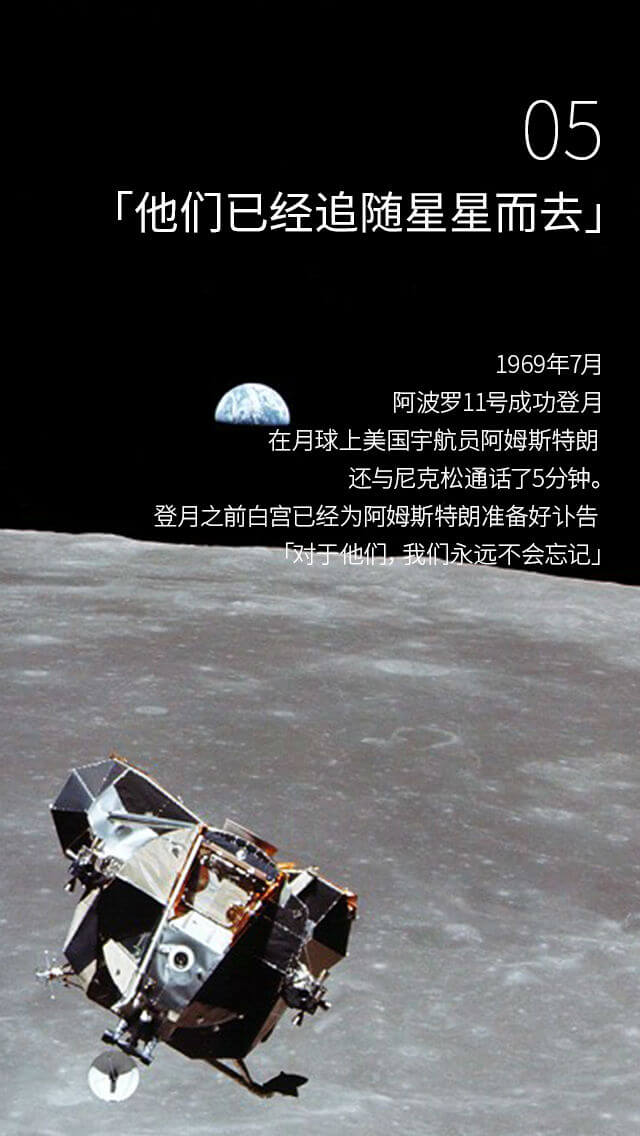 05
「他们已经追随星星而去」
1969年7月
阿波罗11号成功登月
在月球上美国宇航员阿姆斯特朗
还与尼克松通话了5分钟。
登月之前白宫已经为阿姆斯特朗准备好讣告
「对于他们，我们永远不会忘记」